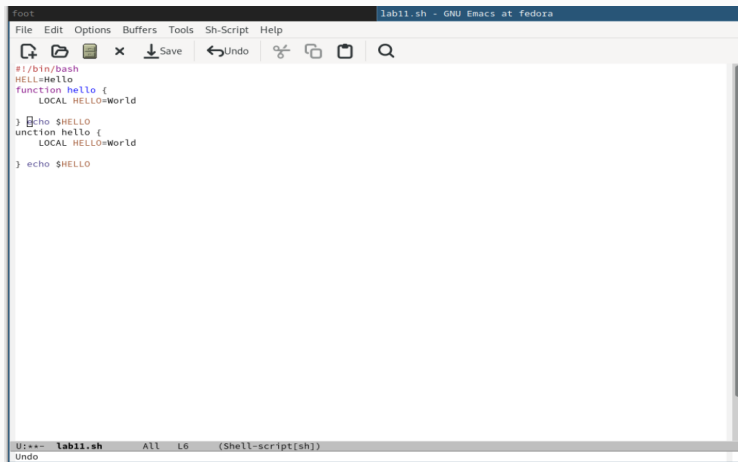 foot lab11.sh - GNU Emacs at fedora
File Edit Options Buffers Tools Sh-Script Help
Save Undo
#!/bin/bash
HELL=Hello
function hello {
    LOCAL HELLO=World

} echo $HELLO
unction hello {
    LOCAL HELLO=World

} echo $HELLO
U:**- lab11.sh All L6 (Shell-script[sh])
Undo